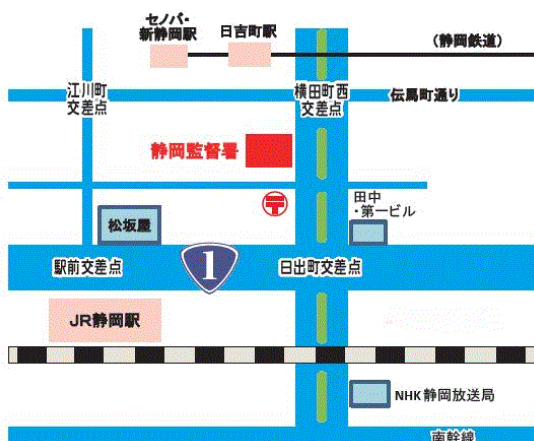 セノバ・
新静岡駅
日吉町駅
(静岡鉄道)
江川町
交差点
横田町西
交差点
伝馬町通り
静岡監督署
〒
田中
・第一ビル
松坂屋
駅前交差点
1
日出町交差点
JR静岡駅
NHK静岡放送局
南幹線